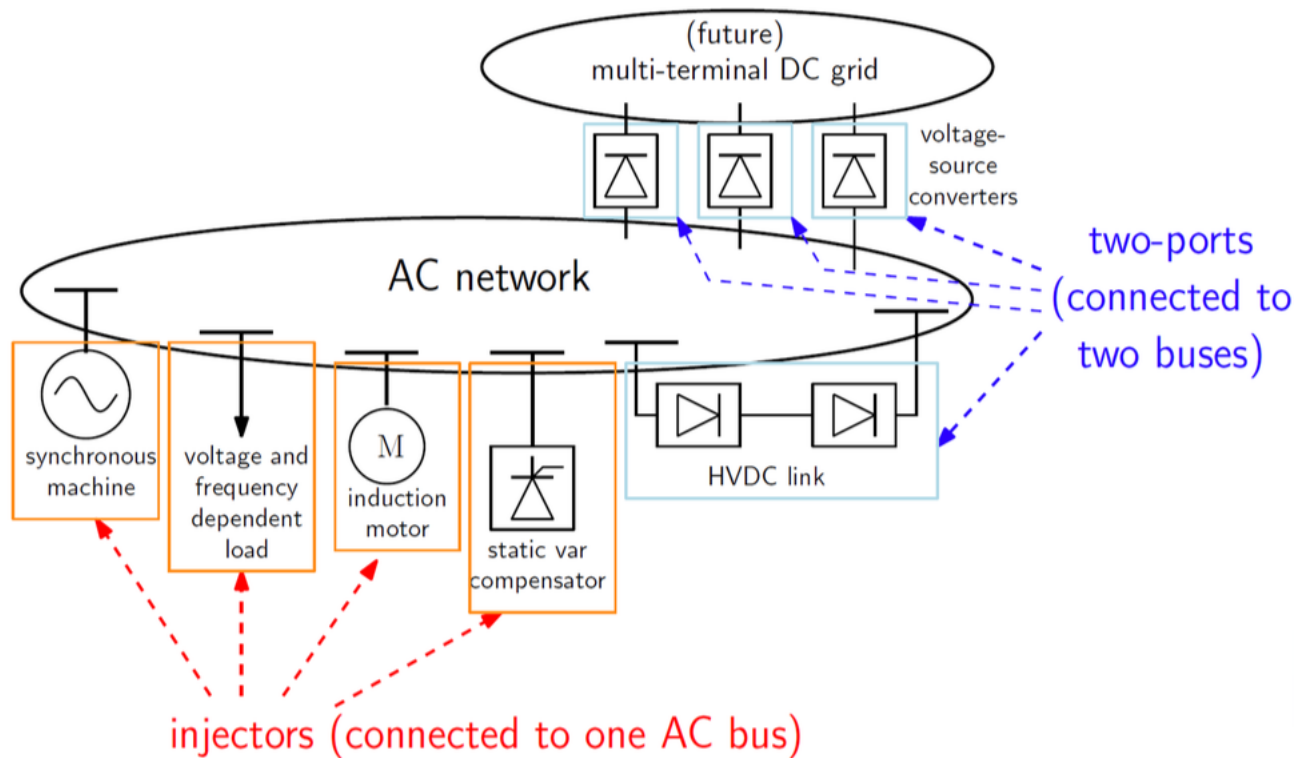 (future)
multi-terminal DC grid
voltage-
source
converters
AC network
two-ports
(connected to
two buses)
synchronous
machine
voltage and
frequency
dependent
load
M
induction
motor
static var
compensator
HVDC link
injectors (connected to one AC bus)